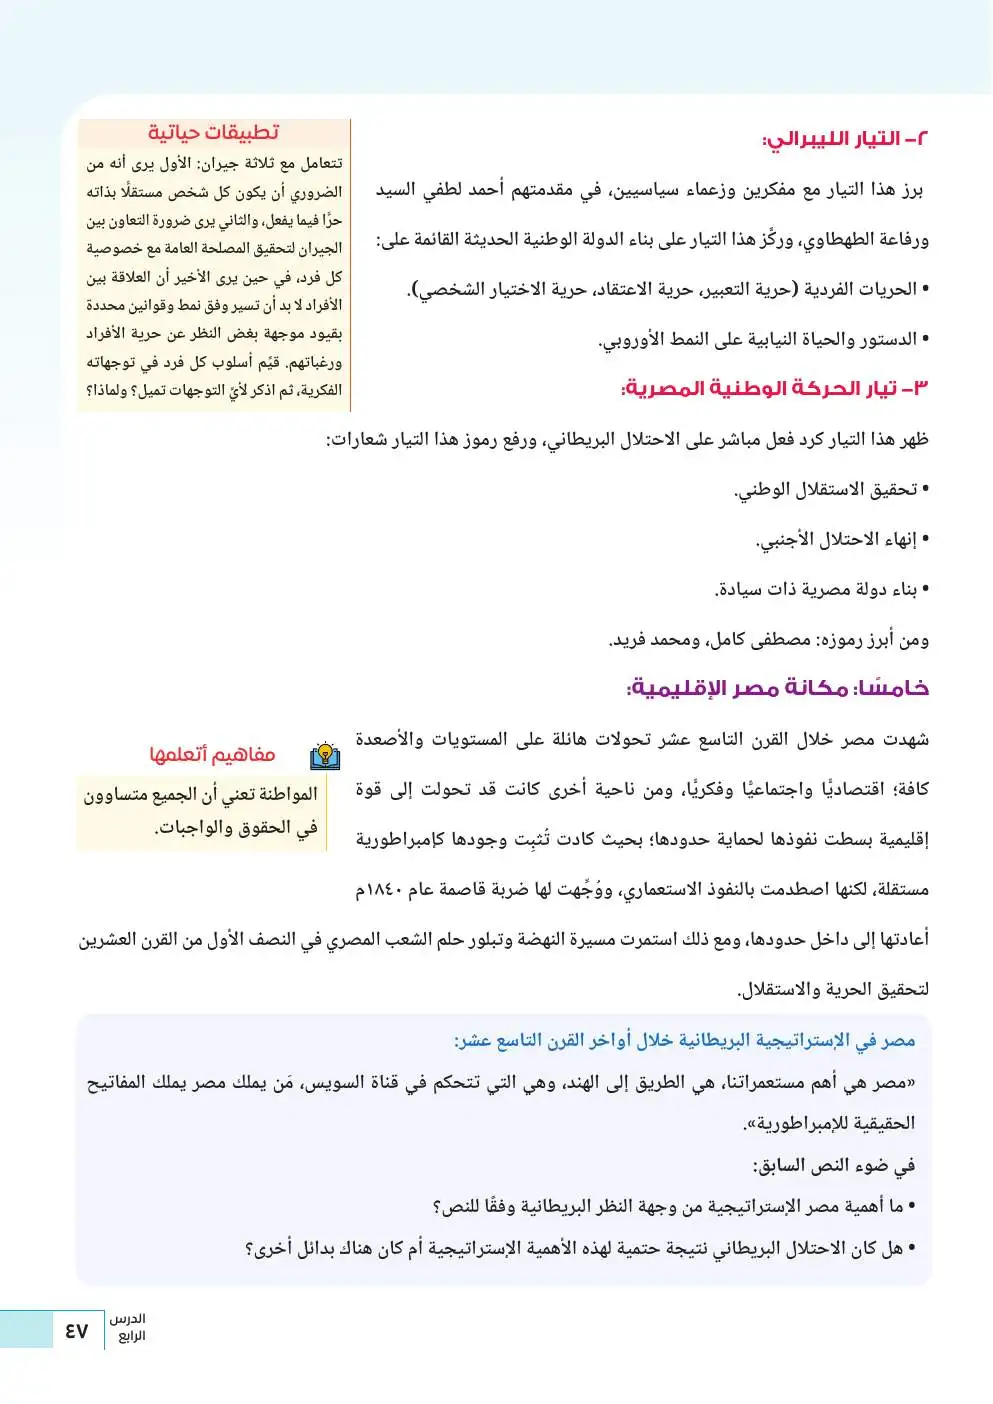 ٢- التيار الليبرالي:
برز هذا التيار مع مفكرين وزعماء سياسيين، في مقدمتهم أحمد لطفي السيد
ورفاعة الطهطاوي، وركَّز هذا التيار على بناء الدولة الوطنية الحديثة القائمة على:
• الحريات الفردية (حرية التعبير، حرية الاعتقاد، حرية الاختيار الشخصي).
• الدستور والحياة النيابية على النمط الأوروبي.
تطبيقات حياتية
تتعامل مع ثلاثة جيران: الأول يرى أنه من
الضروري أن يكون كل شخص مستقلًّا بذاته
حرًّا فيما يفعل، والثاني يرى ضرورة التعاون بين
الجيران لتحقيق المصلحة العامة مع خصوصية
كل فرد، في حين يرى الأخير أن العلاقة بين
الأفراد لا بد أن تسير وفق نمط وقوانين محددة
بقيود موجهة بغض النظر عن حرية الأفراد
ورغباتهم. قيِّم أسلوب كل فرد في توجهاته
الفكرية، ثم اذكر لأيِّ التوجهات تميل؟ ولماذا؟
٣- تيار الحركة الوطنية المصرية:
ظهر هذا التيار كرد فعل مباشر على الاحتلال البريطاني، ورفع رموز هذا التيار شعارات:
• تحقيق الاستقلال الوطني.
• إنهاء الاحتلال الأجنبي.
• بناء دولة مصرية ذات سيادة.
ومن أبرز رموزه: مصطفى كامل، ومحمد فريد.
خامسًا: مكانة مصر الإقليمية:
شهدت مصر خلال القرن التاسع عشر تحولات هائلة على المستويات والأصعدة
كافة؛ اقتصاديًّا واجتماعيًّا وفكريًّا، ومن ناحية أخرى كانت قد تحولت إلى قوة
إقليمية بسطت نفوذها لحماية حدودها؛ بحيث كادت تُثبِت وجودها كإمبراطورية
مستقلة، لكنها اصطدمت بالنفوذ الاستعماري، ووُجِّهت لها ضربة قاصمة عام ١٨٤٠م
أعادتها إلى داخل حدودها، ومع ذلك استمرت مسيرة النهضة وتبلور حلم الشعب المصري في النصف الأول من القرن العشرين
لتحقيق الحرية والاستقلال.
مفاهيم أتعلمها
المواطنة تعني أن الجميع متساوون
في الحقوق والواجبات.
مصر في الإستراتيجية البريطانية خلال أواخر القرن التاسع عشر:
«مصر هي أهم مستعمراتنا، هي الطريق إلى الهند، وهي التي تتحكم في قناة السويس، مَن يملك مصر يملك المفاتيح
الحقيقية للإمبراطورية».
في ضوء النص السابق:
• ما أهمية مصر الإستراتيجية من وجهة النظر البريطانية وفقًا للنص؟
• هل كان الاحتلال البريطاني نتيجة حتمية لهذه الأهمية الإستراتيجية أم كان هناك بدائل أخرى؟
الدرس
الرابع
٤٧